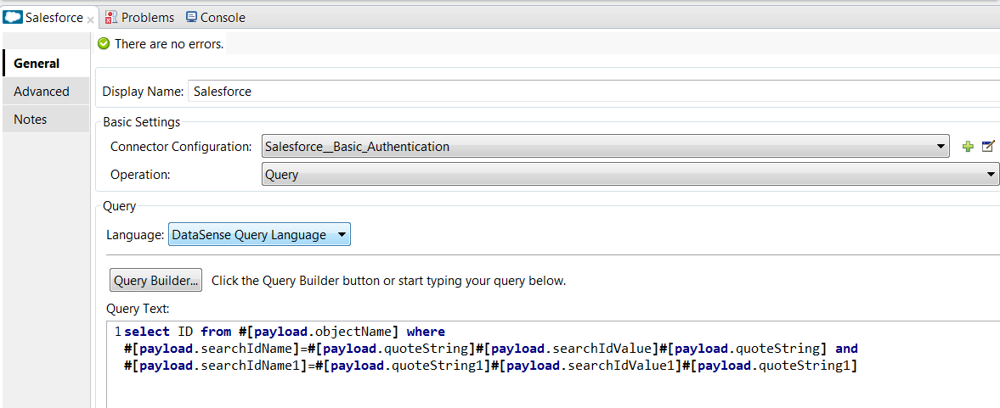 Salesforce Problems Console
There are no errors.
General
Advanced
Notes
Display Name: Salesforce
Basic Settings
Connector Configuration: Salesforce__Basic_Authentication
Operation: Query
Query
Language: DataSense Query Language
Query Builder... Click the Query Builder button or start typing your query below.
Query Text:
1 select ID from #[payload.objectName] where
#[payload.searchIdName]=#[payload.quoteString]#[payload.searchIdValue]#[payload.quoteString] and
#[payload.searchIdName1]=#[payload.quoteString1]#[payload.searchIdValue1]#[payload.quoteString1]